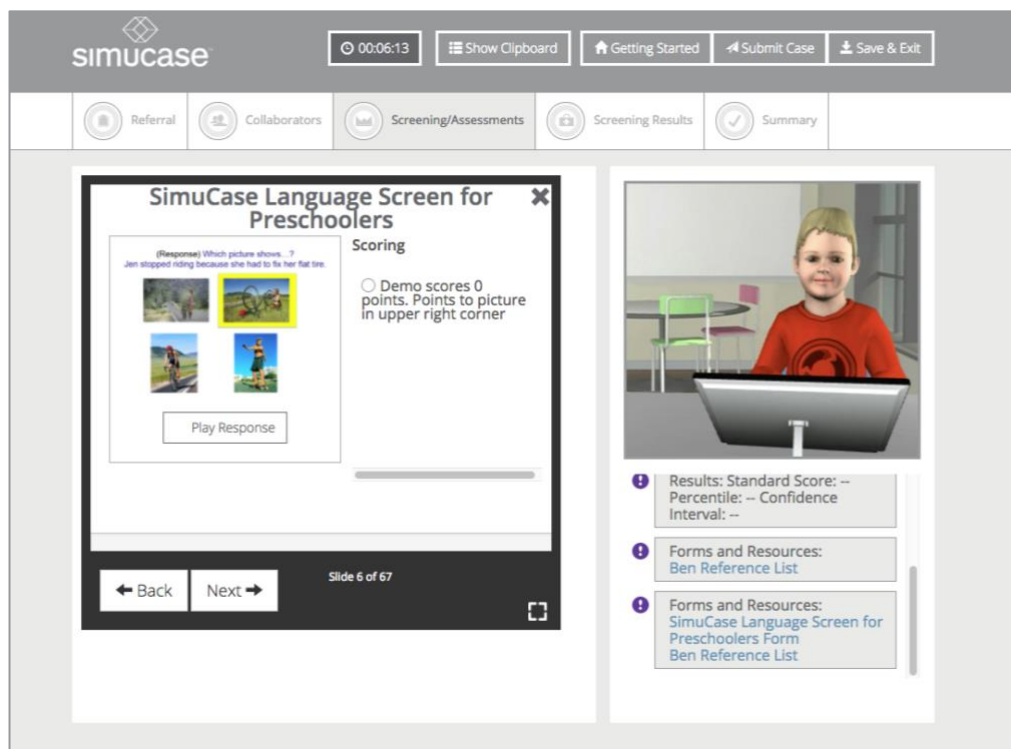 simucase
00:06:13
Show Clipboard
Getting Started
Submit Case
Save & Exit
Referral
Collaborators
Screening/Assessments
Screening Results
Summary
SimuCase Language Screen for
Preschoolers
(Response) Which picture shows...?
Jen stopped riding because she had to fix her flat tire.
Play Response
Scoring
Demo scores 0
points. Points to picture
in upper right corner
Back
Next
Slide 6 of 67
Results: Standard Score: --
Percentile: -- Confidence
Interval: --
Forms and Resources:
Ben Reference List
Forms and Resources:
SimuCase Language Screen for
Preschoolers Form
Ben Reference List